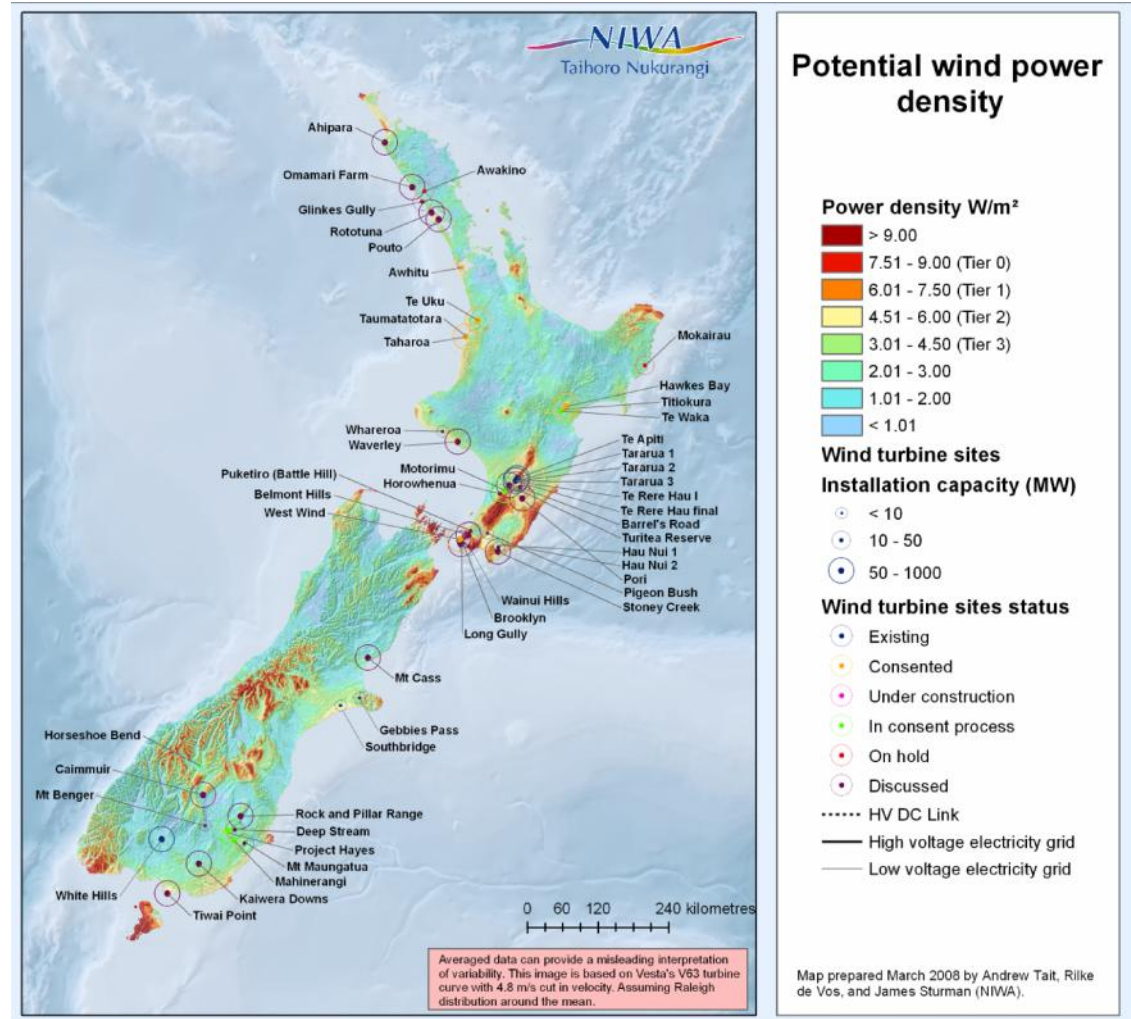 NIWA
Taihoro Nukurangi
Ahipara
Omamari Farm
Awakino
Glinkes Gully
Rototuna
Pouto
Awhitu
Te Uku
Taumatatotara
Taharoa
Mokairau
Hawkes Bay
Titiokura
Te Waka
Whareroa
Waverley
Te Apiti
Tararua 1
Tararua 2
Tararua 3
Te Rere Hau I
Te Rere Hau final
Barrel's Road
Turitea Reserve
Hau Nui 1
Hau Nui 2
Pori
Pigeon Bush
Stoney Creek
Motorimu
Horowhenua
Puketiro (Battle Hill)
Belmont Hills
West Wind
Wainui Hills
Brooklyn
Long Gully
Mt Cass
Gebbies Pass
Southbridge
Horseshoe Bend
Caimmuir
Mt Benger
Rock and Pillar Range
Deep Stream
Project Hayes
Mt Maungatua
Mahinerangi
White Hills
Kaiwera Downs
Tiwai Point
0 60 120 240 kilometres
Averaged data can provide a misleading interpretation
of variability. This image is based on Vesta's V63 turbine
curve with 4.8 m/s cut in velocity. Assuming Raleigh
distribution around the mean.
Potential wind power
density
Power density W/m²
> 9.00
7.51 - 9.00 (Tier 0)
6.01 - 7.50 (Tier 1)
4.51 - 6.00 (Tier 2)
3.01 - 4.50 (Tier 3)
2.01 - 3.00
1.01 - 2.00
< 1.01
Wind turbine sites
Installation capacity (MW)
< 10
10 - 50
50 - 1000
Wind turbine sites status
Existing
Consented
Under construction
In consent process
On hold
Discussed
HV DC Link
High voltage electricity grid
Low voltage electricity grid
Map prepared March 2008 by Andrew Tait, Rilke
de Vos, and James Sturman (NIWA).